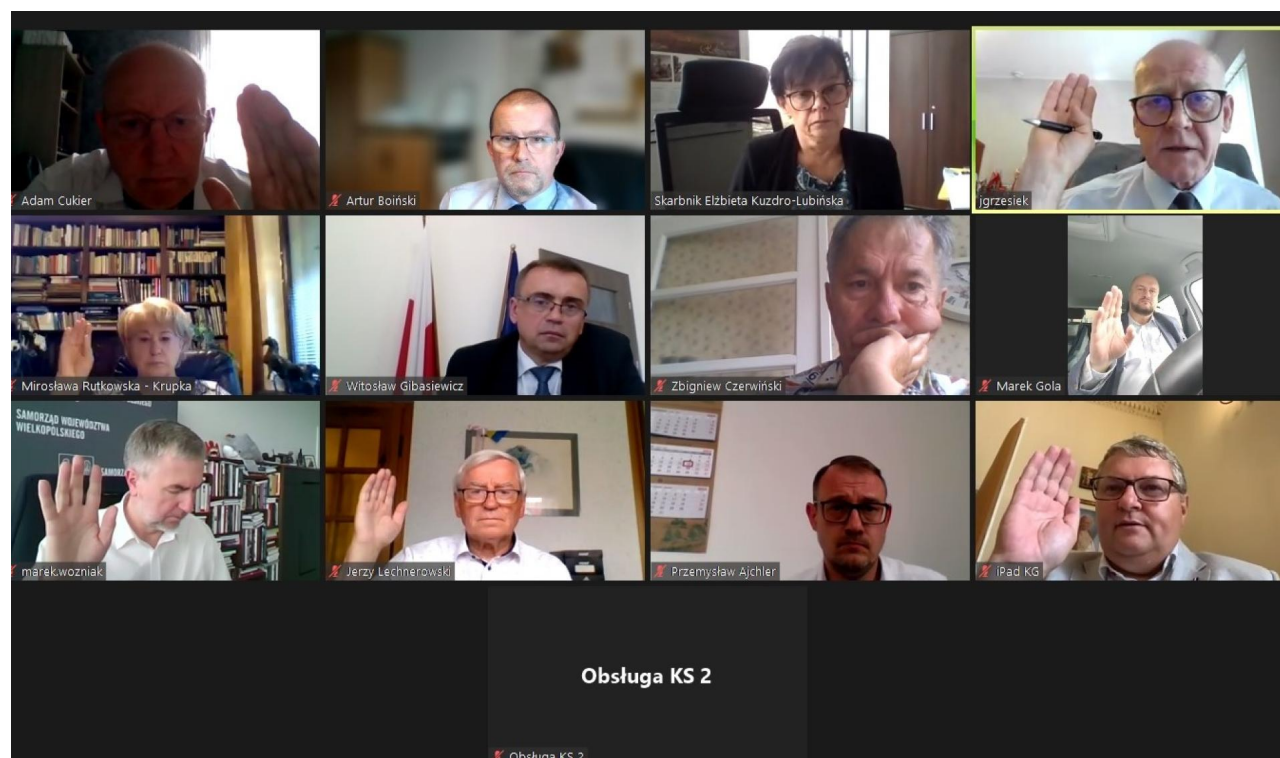 Adam Cukier
Artur Boiński
Skarbnik Elżbieta Kuzdro-Lubińska
jgrzesiek
Mirosława Rutkowska - Krupka
Witosław Gibasiewicz
Zbigniew Czerwiński
Marek Gola
SAMORZĄD WOJEWÓDZTWA
WIELKOPOLSKIEGO
marek.wozniak
Jerzy Lechnerowski
Przemysław Ajchler
iPad KG
Obsługa KS 2
Obsługa KS 2